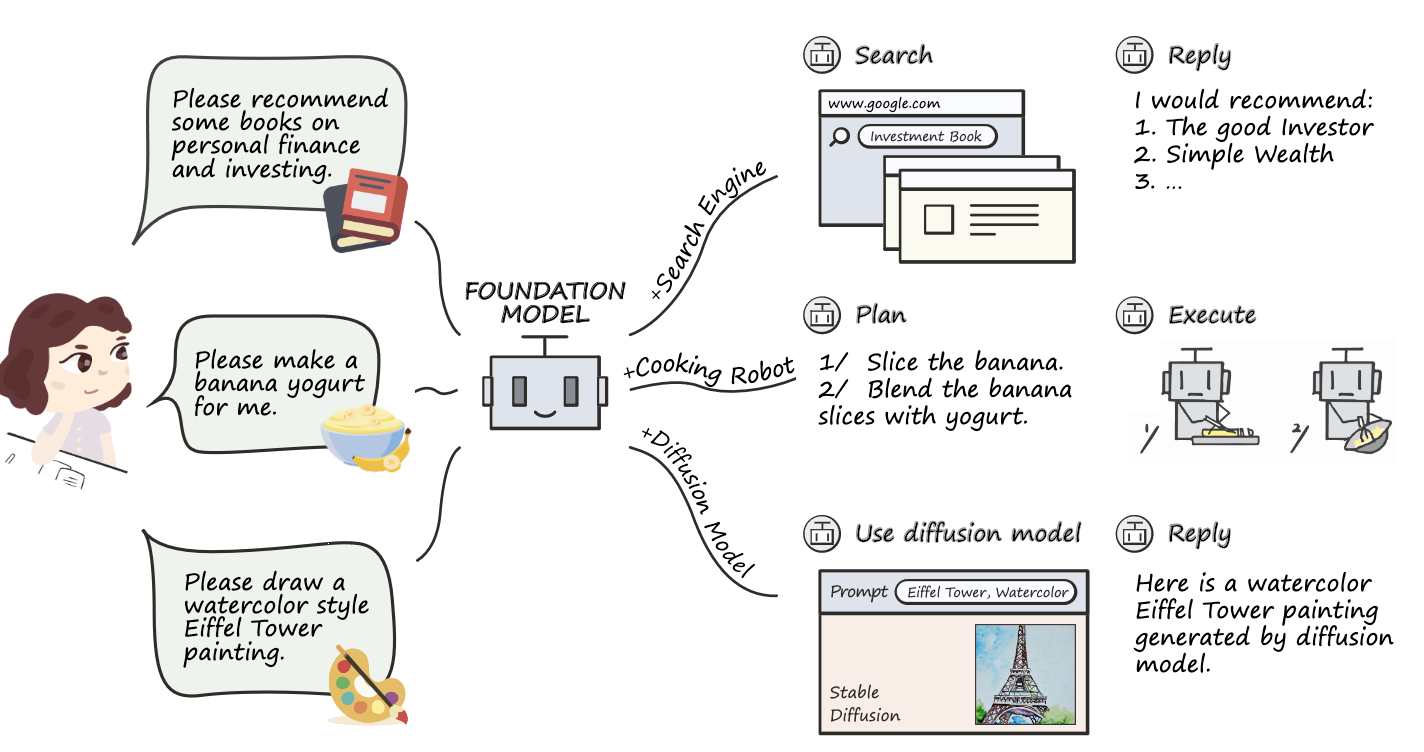 Please recommend
some books on
personal finance
and investing.
Please make a
banana yogurt
for me.
Please draw a
watercolor style
Eiffel Tower
painting.
FOUNDATION
MODEL
+Search Engine
+Cooking Robot
+Diffusion Model
Search
www.google.com
Investment Book
Reply
I would recommend:
1. The good Investor
2. Simple Wealth
3. ...
Plan
1/ Slice the banana.
2/ Blend the banana
slices with yogurt.
Execute
1/
2/
Use diffusion model
Prompt
Eiffel Tower, Watercolor
Stable
Diffusion
Reply
Here is a watercolor
Eiffel Tower painting
generated by diffusion
model.